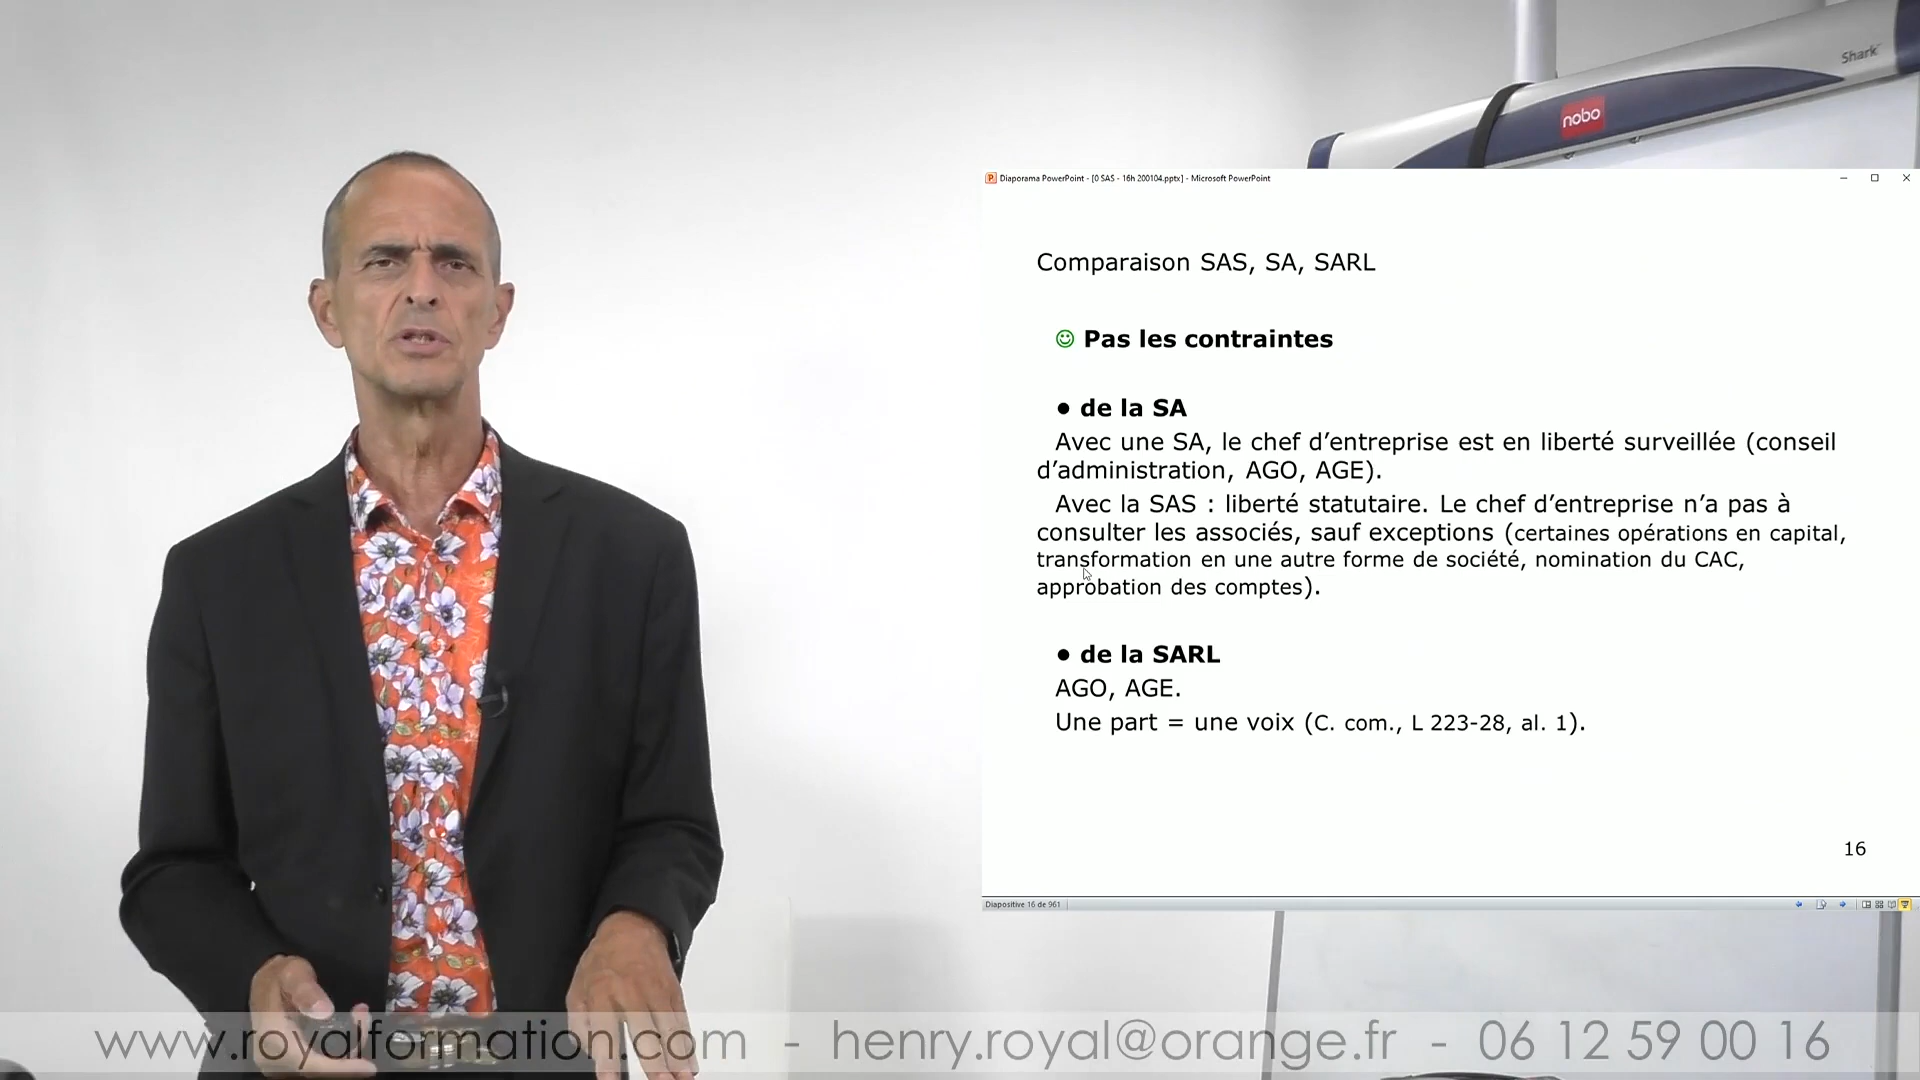 Shark
nobo
Diaporama PowerPoint - [0 SAS - 16h 200104.pptx] - Microsoft PowerPoint
Comparaison SAS, SA, SARL
☺ Pas les contraintes
● de la SA
Avec une SA, le chef d’entreprise est en liberté surveillée (conseil
d’administration, AGO, AGE).
Avec la SAS : liberté statutaire. Le chef d’entreprise n’a pas à
consulter les associés, sauf exceptions (certaines opérations en capital,
transformation en une autre forme de société, nomination du CAC,
approbation des comptes).
● de la SARL
AGO, AGE.
Une part = une voix (C. com., L 223-28, al. 1).
16
Diapositive 16 de 961
www.royalformation.com - henry.royal@orange.fr - 06 12 59 00 16